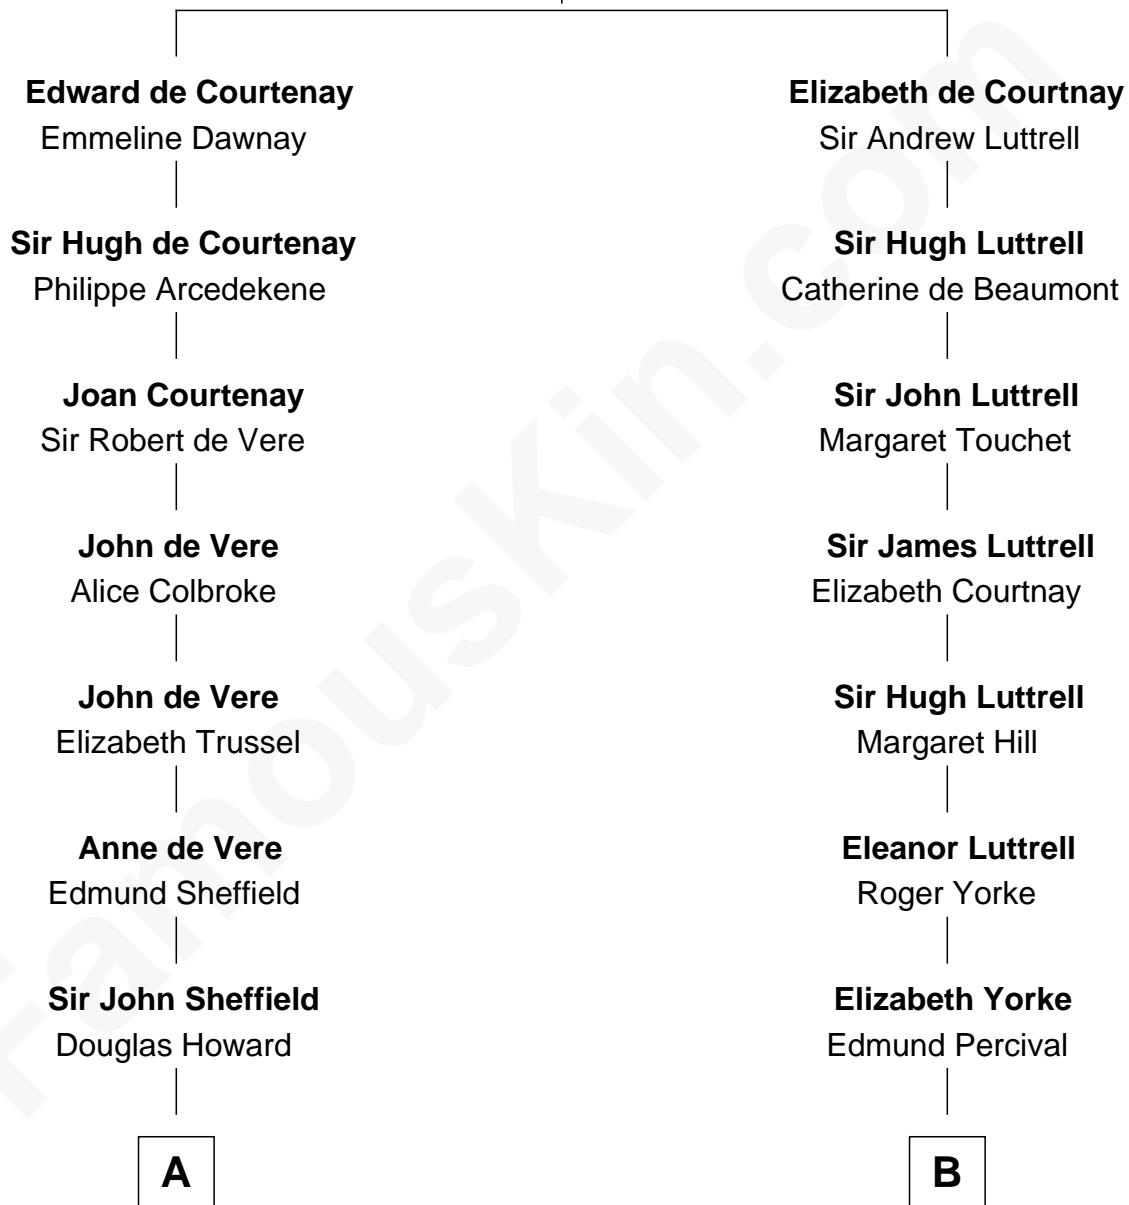 Edward de Courtenay
Emmeline Dawnay
Sir Hugh de Courtenay
Philippe Arcedekene
Joan Courtenay
Sir Robert de Vere
John de Vere
Alice Colbroke
John de Vere
Elizabeth Trussel
Anne de Vere
Edmund Sheffield
Sir John Sheffield
Douglas Howard
A
Elizabeth de Courtnay
Sir Andrew Luttrell
Sir Hugh Luttrell
Catherine de Beaumont
Sir John Luttrell
Margaret Touchet
Sir James Luttrell
Elizabeth Courtnay
Sir Hugh Luttrell
Margaret Hill
Eleanor Luttrell
Roger Yorke
Elizabeth Yorke
Edmund Percival
B
FamousKin.com